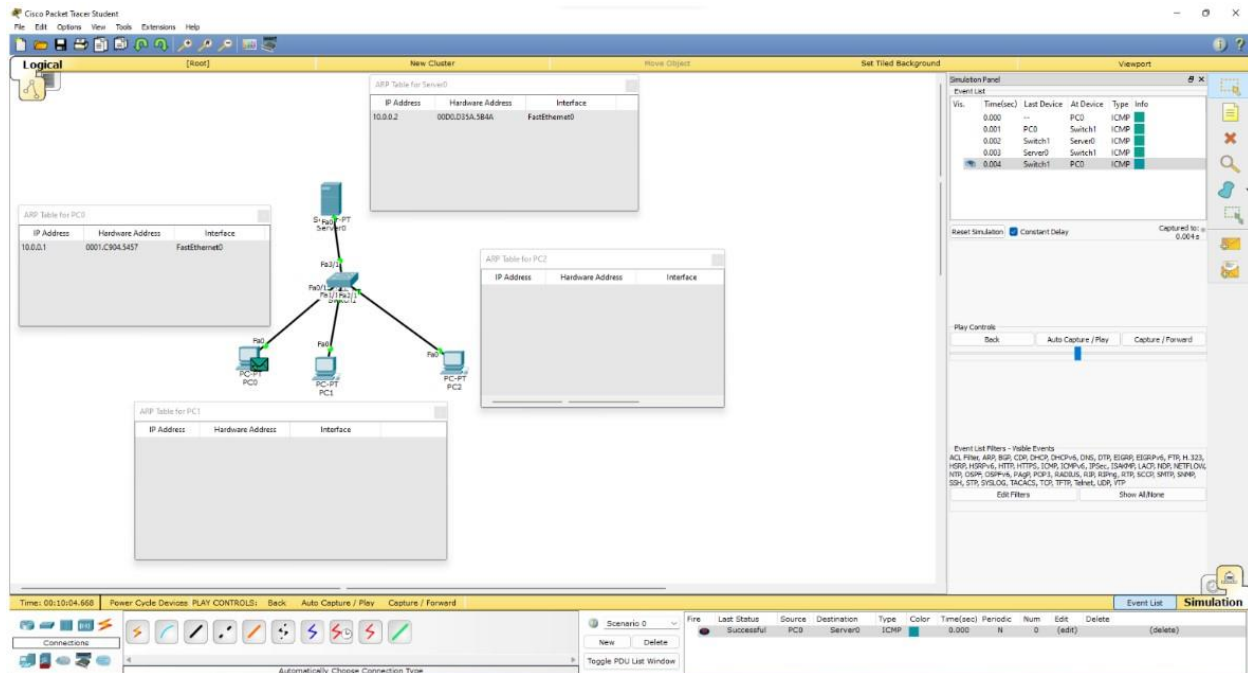 Cisco Packet Tracer Student
File Edit Options View Tools Extensions Help
Logical [Root] New Cluster Move Object Set Tiled Background Viewport
ARP Table for Server0
IP Address Hardware Address Interface
10.0.0.2 00D0.D35A.5B4A FastEthernet0
ARP Table for PC0
IP Address Hardware Address Interface
10.0.0.1 0001.C904.5457 FastEthernet0
Server0
Fa3/1
Fa0/1
Fa1/1
Fa2/1
Fa0
Fa0
Fa0
PC-PT
PC0
PC-PT
PC1
PC-PT
PC2
ARP Table for PC2
IP Address Hardware Address Interface
ARP Table for PC1
IP Address Hardware Address Interface
Simulation Panel
Event List
Vis. Time(sec) Last Device At Device Type Info
0.000 -- PC0 ICMP
0.001 PC0 Switch1 ICMP
0.002 Switch1 Server0 ICMP
0.003 Server0 Switch1 ICMP
0.004 Switch1 PC0 ICMP
Reset Simulation Constant Delay Captured to:
0.004 s
Play Controls
Back Auto Capture / Play Capture / Forward
Event List Filters - Visible Events
ACL Filter, ARP, BGP, CDP, DHCP, DHCPv6, DNS, DTP, EIGRP, EIGRPv6, FTP, H.323,
HSRP, HSRPv6, HTTP, HTTPS, ICMP, ICMPv6, IPSec, ISAKMP, LACP, NDP, NETFLOW,
NTP, OSPF, OSPFv6, PAgP, POP3, RADIUS, RIP, RIPng, RTP, SCCP, SMTP, SNMP,
SSH, STP, SYSLOG, TACACS, TCP, TFTP, Telnet, UDP, VTP
Edit Filters Show All/None
Time: 00:10:04.668 Power Cycle Devices PLAY CONTROLS: Back Auto Capture / Play Capture / Forward Event List Simulation
Connections
Automatically Choose Connection Type
Scenario 0
New Delete
Toggle PDU List Window
Fire Last Status Source Destination Type Color Time(sec) Periodic Num Edit Delete
Successful PC0 Server0 ICMP 0.000 N 0 (edit) (delete)